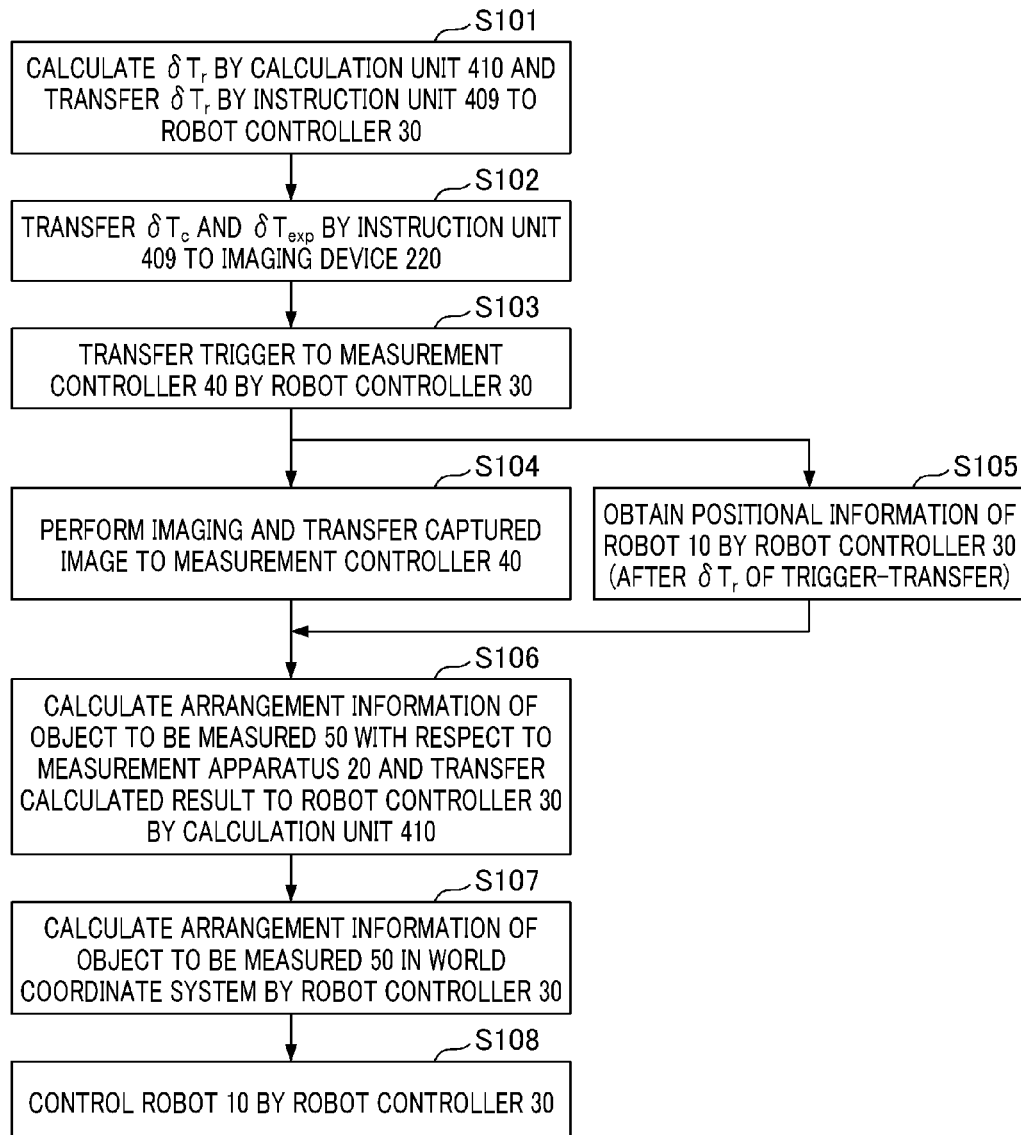 S101
CALCULATE δTr BY CALCULATION UNIT 410 AND
TRANSFER δTr BY INSTRUCTION UNIT 409 TO
ROBOT CONTROLLER 30
S102
TRANSFER δTc AND δTexp BY INSTRUCTION UNIT
409 TO IMAGING DEVICE 220
S103
TRANSFER TRIGGER TO MEASUREMENT
CONTROLLER 40 BY ROBOT CONTROLLER 30
S104
PERFORM IMAGING AND TRANSFER CAPTURED
IMAGE TO MEASUREMENT CONTROLLER 40
S105
OBTAIN POSITIONAL INFORMATION OF
ROBOT 10 BY ROBOT CONTROLLER 30
(AFTER δTr OF TRIGGER-TRANSFER)
S106
CALCULATE ARRANGEMENT INFORMATION OF
OBJECT TO BE MEASURED 50 WITH RESPECT TO
MEASUREMENT APPARATUS 20 AND TRANSFER
CALCULATED RESULT TO ROBOT CONTROLLER 30
BY CALCULATION UNIT 410
S107
CALCULATE ARRANGEMENT INFORMATION OF
OBJECT TO BE MEASURED 50 IN WORLD
COORDINATE SYSTEM BY ROBOT CONTROLLER 30
S108
CONTROL ROBOT 10 BY ROBOT CONTROLLER 30